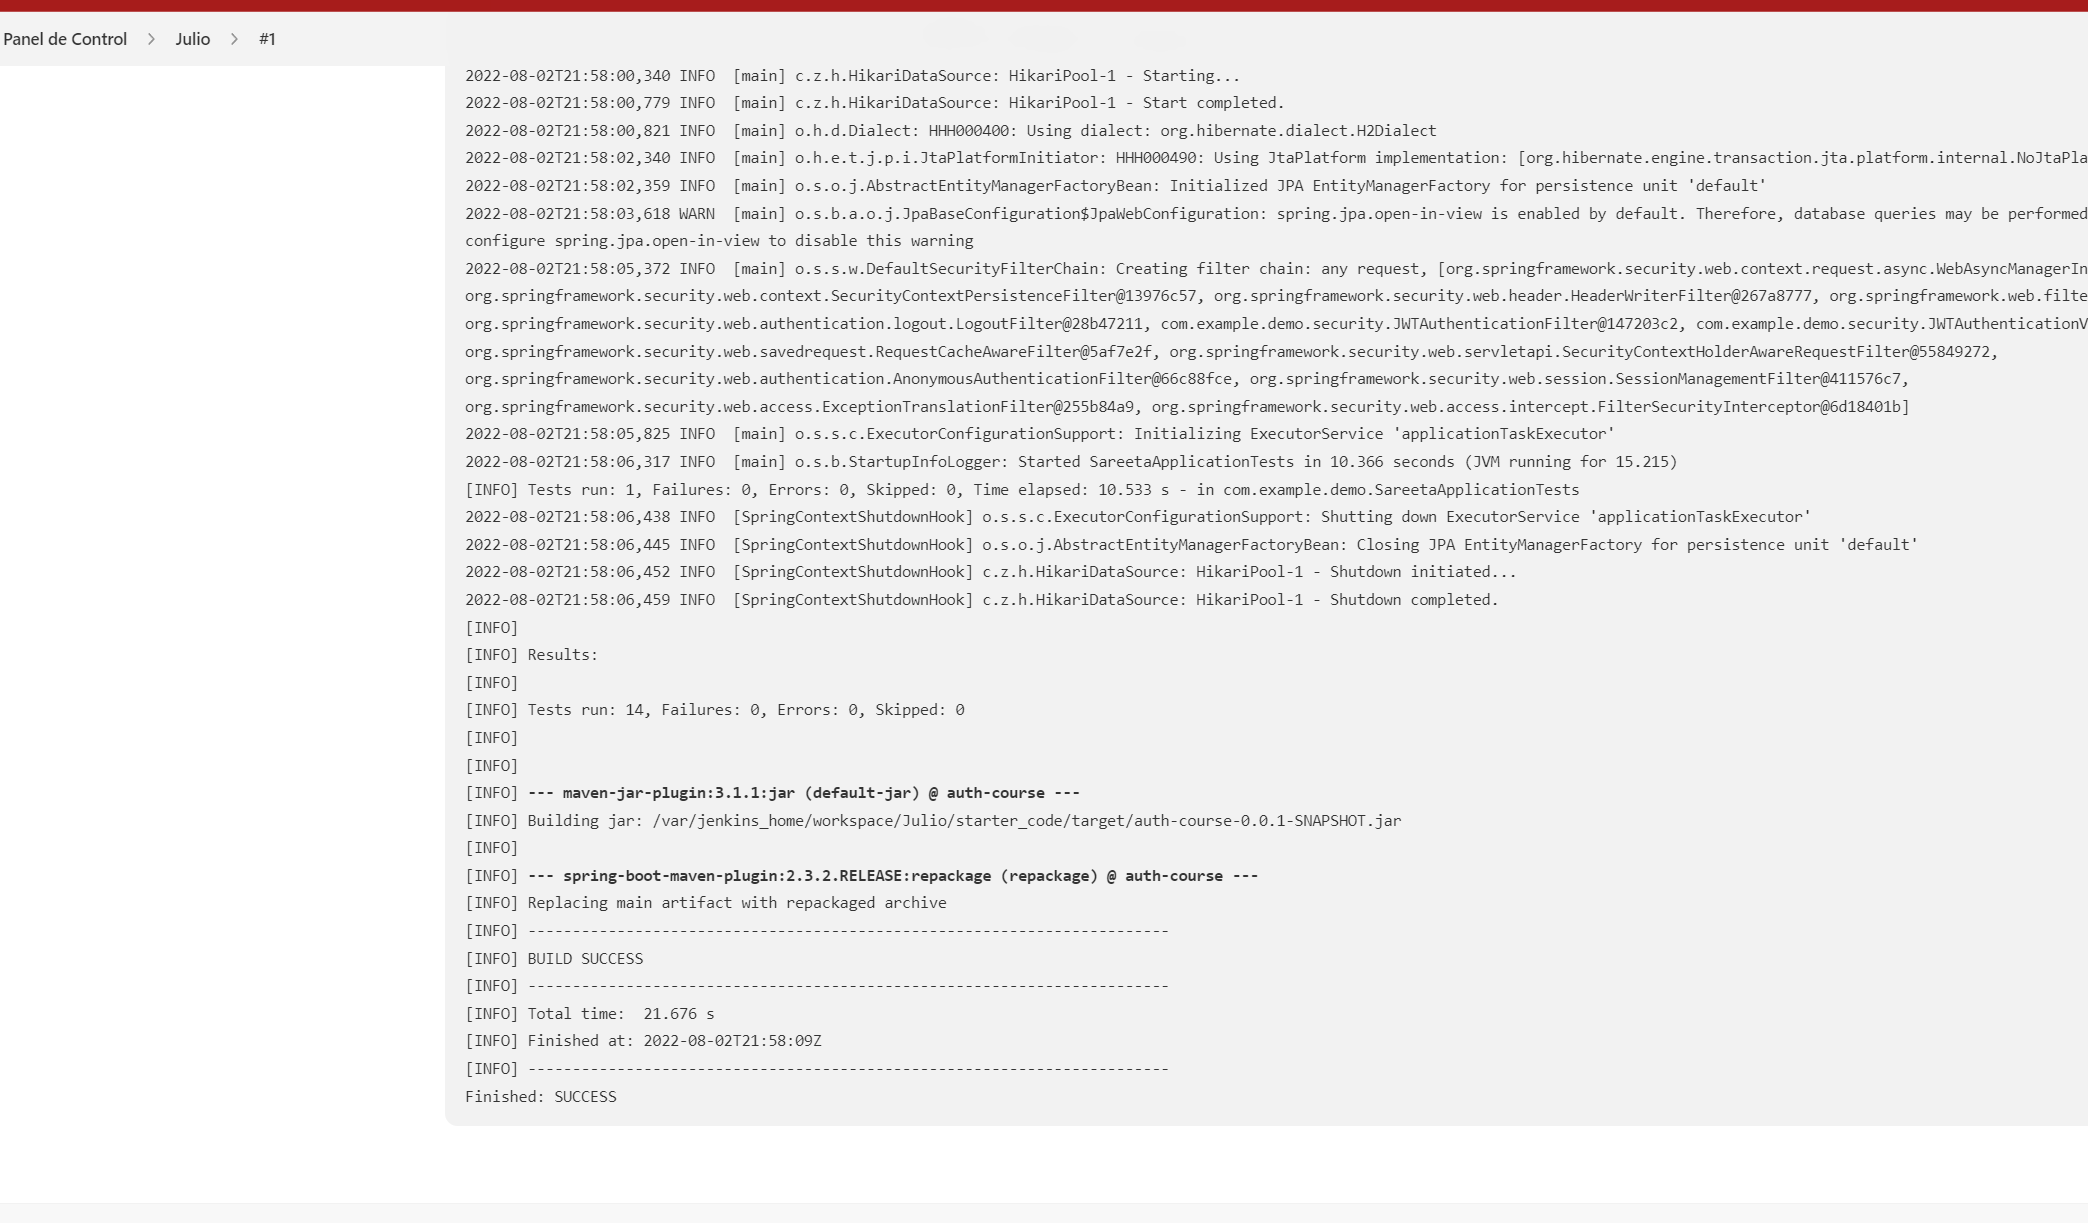 Panel de Control > Julio > #1
2022-08-02T21:58:00,340 INFO  [main] c.z.h.HikariDataSource: HikariPool-1 - Starting...
2022-08-02T21:58:00,779 INFO  [main] c.z.h.HikariDataSource: HikariPool-1 - Start completed.
2022-08-02T21:58:00,821 INFO  [main] o.h.d.Dialect: HHH000400: Using dialect: org.hibernate.dialect.H2Dialect
2022-08-02T21:58:02,340 INFO  [main] o.h.e.t.j.p.i.JtaPlatformInitiator: HHH000490: Using JtaPlatform implementation: [org.hibernate.engine.transaction.jta.platform.internal.NoJtaPla
2022-08-02T21:58:02,359 INFO  [main] o.s.o.j.AbstractEntityManagerFactoryBean: Initialized JPA EntityManagerFactory for persistence unit 'default'
2022-08-02T21:58:03,618 WARN  [main] o.s.b.a.o.j.JpaBaseConfiguration$JpaWebConfiguration: spring.jpa.open-in-view is enabled by default. Therefore, database queries may be performed
configure spring.jpa.open-in-view to disable this warning
2022-08-02T21:58:05,372 INFO  [main] o.s.s.w.DefaultSecurityFilterChain: Creating filter chain: any request, [org.springframework.security.web.context.request.async.WebAsyncManagerIn
org.springframework.security.web.context.SecurityContextPersistenceFilter@13976c57, org.springframework.security.web.header.HeaderWriterFilter@267a8777, org.springframework.web.filte
org.springframework.security.web.authentication.logout.LogoutFilter@28b47211, com.example.demo.security.JWTAuthenticationFilter@147203c2, com.example.demo.security.JWTAuthenticationV
org.springframework.security.web.savedrequest.RequestCacheAwareFilter@5af7e2f, org.springframework.security.web.servletapi.SecurityContextHolderAwareRequestFilter@55849272,
org.springframework.security.web.authentication.AnonymousAuthenticationFilter@66c88fce, org.springframework.security.web.session.SessionManagementFilter@411576c7,
org.springframework.security.web.access.ExceptionTranslationFilter@255b84a9, org.springframework.security.web.access.intercept.FilterSecurityInterceptor@6d18401b]
2022-08-02T21:58:05,825 INFO  [main] o.s.s.c.ExecutorConfigurationSupport: Initializing ExecutorService 'applicationTaskExecutor'
2022-08-02T21:58:06,317 INFO  [main] o.s.b.StartupInfoLogger: Started SareetaApplicationTests in 10.366 seconds (JVM running for 15.215)
[INFO] Tests run: 1, Failures: 0, Errors: 0, Skipped: 0, Time elapsed: 10.533 s - in com.example.demo.SareetaApplicationTests
2022-08-02T21:58:06,438 INFO  [SpringContextShutdownHook] o.s.s.c.ExecutorConfigurationSupport: Shutting down ExecutorService 'applicationTaskExecutor'
2022-08-02T21:58:06,445 INFO  [SpringContextShutdownHook] o.s.o.j.AbstractEntityManagerFactoryBean: Closing JPA EntityManagerFactory for persistence unit 'default'
2022-08-02T21:58:06,452 INFO  [SpringContextShutdownHook] c.z.h.HikariDataSource: HikariPool-1 - Shutdown initiated...
2022-08-02T21:58:06,459 INFO  [SpringContextShutdownHook] c.z.h.HikariDataSource: HikariPool-1 - Shutdown completed.
[INFO]
[INFO] Results:
[INFO]
[INFO] Tests run: 14, Failures: 0, Errors: 0, Skipped: 0
[INFO]
[INFO]
[INFO] --- maven-jar-plugin:3.1.1:jar (default-jar) @ auth-course ---
[INFO] Building jar: /var/jenkins_home/workspace/Julio/starter_code/target/auth-course-0.0.1-SNAPSHOT.jar
[INFO]
[INFO] --- spring-boot-maven-plugin:2.3.2.RELEASE:repackage (repackage) @ auth-course ---
[INFO] Replacing main artifact with repackaged archive
[INFO] ------------------------------------------------------------------------
[INFO] BUILD SUCCESS
[INFO] ------------------------------------------------------------------------
[INFO] Total time:  21.676 s
[INFO] Finished at: 2022-08-02T21:58:09Z
[INFO] ------------------------------------------------------------------------
Finished: SUCCESS